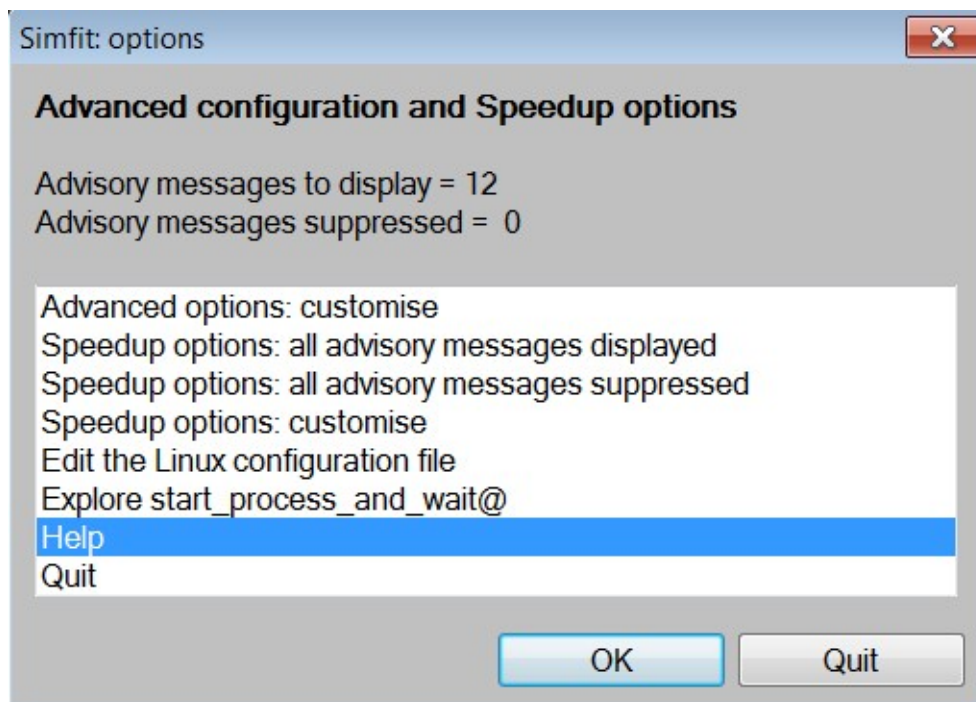 Simfit: options
Advanced configuration and Speedup options
Advisory messages to display = 12
Advisory messages suppressed =  0
Advanced options: customise
Speedup options: all advisory messages displayed
Speedup options: all advisory messages suppressed
Speedup options: customise
Edit the Linux configuration file
Explore start_process_and_wait@
Help
Quit
OK
Quit